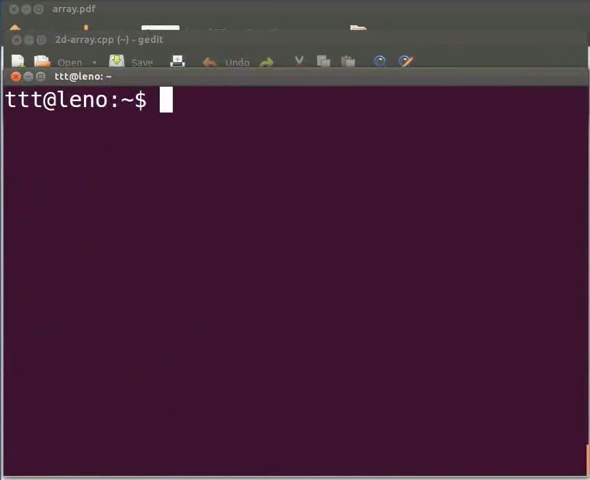 array.pdf
2d-array.cpp (~) - gedit
Open Save Undo
ttt@leno: ~
ttt@leno:~$